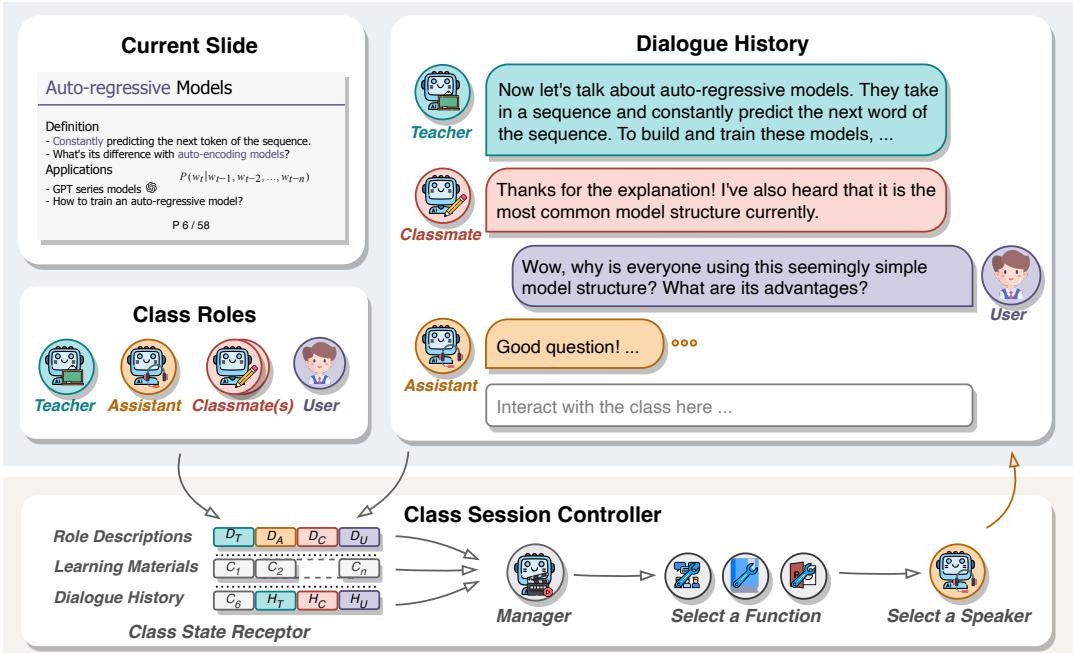 Current Slide
Auto-regressive Models
Definition
- Constantly predicting the next token of the sequence.
- What's its difference with auto-encoding models?
Applications
P(w_t|w_{t-1}, w_{t-2}, ..., w_{t-n})
- GPT series models
- How to train an auto-regressive model?
P 6 / 58
Class Roles
Teacher Assistant Classmate(s) User
Dialogue History
Teacher
Now let's talk about auto-regressive models. They take
in a sequence and constantly predict the next word of
the sequence. To build and train these models, ...
Classmate
Thanks for the explanation! I've also heard that it is the
most common model structure currently.
Wow, why is everyone using this seemingly simple
model structure? What are its advantages?
User
Assistant
Good question! ...
Interact with the class here ...
Class Session Controller
Role Descriptions D_T D_A D_C D_U
Learning Materials C_1 C_2 C_n
Dialogue History C_6 H_T H_C H_U
Class State Receptor
Manager
Select a Function
Select a Speaker